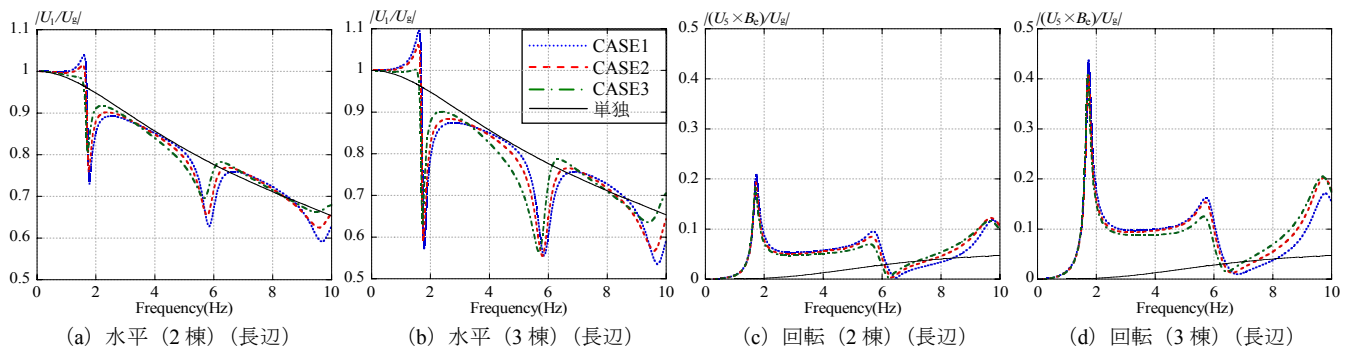 |U1/Ug|
1.1
1
0.9
0.8
0.7
0.6
0.5
0 2 4 6 8 10
Frequency(Hz)
(a) 水平（2 棟）（長辺）
|U1/Ug|
1.1
1
0.9
0.8
0.7
0.6
0.5
CASE1
CASE2
CASE3
単独
0 2 4 6 8 10
Frequency(Hz)
(b) 水平（3 棟）（長辺）
|(U5×Be)/Ug|
0.5
0.4
0.3
0.2
0.1
0
0 2 4 6 8 10
Frequency(Hz)
(c) 回転（2 棟）（長辺）
|(U5×Be)/Ug|
0.5
0.4
0.3
0.2
0.1
0
0 2 4 6 8 10
Frequency(Hz)
(d) 回転（3 棟）（長辺）